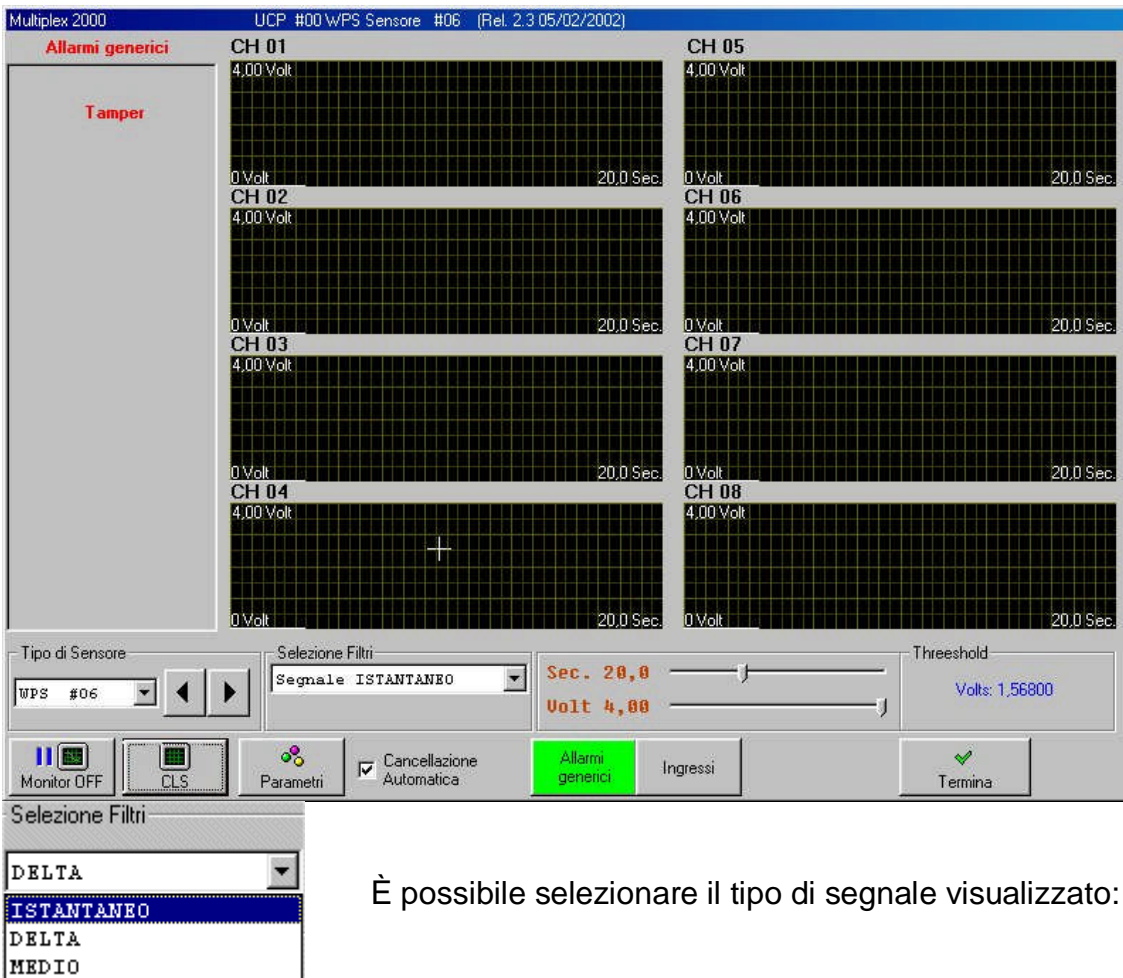 Multiplex 2000 UCP #00 WPS Sensore #06 (Rel. 2.3 05/02/2002)
Allarmi generici
Tamper
CH 01
4,00 Volt
0 Volt 20,0 Sec.
CH 05
4,00 Volt
0 Volt 20,0 Sec.
CH 02
4,00 Volt
0 Volt 20,0 Sec.
CH 06
4,00 Volt
0 Volt 20,0 Sec.
CH 03
4,00 Volt
0 Volt 20,0 Sec.
CH 07
4,00 Volt
0 Volt 20,0 Sec.
CH 04
4,00 Volt
0 Volt 20,0 Sec.
CH 08
4,00 Volt
0 Volt 20,0 Sec.
Tipo di Sensore
WPS #06
Selezione Filtri
Segnale ISTANTANEO
Sec. 20,0
Volt 4,00
Threeshold
Volts: 1,56800
Monitor OFF
CLS
Parametri
Cancellazione
Automatica
Allarmi
generici
Ingressi
Termina
Selezione Filtri
DELTA
ISTANTANEO
DELTA
MEDIO
È possibile selezionare il tipo di segnale visualizzato: